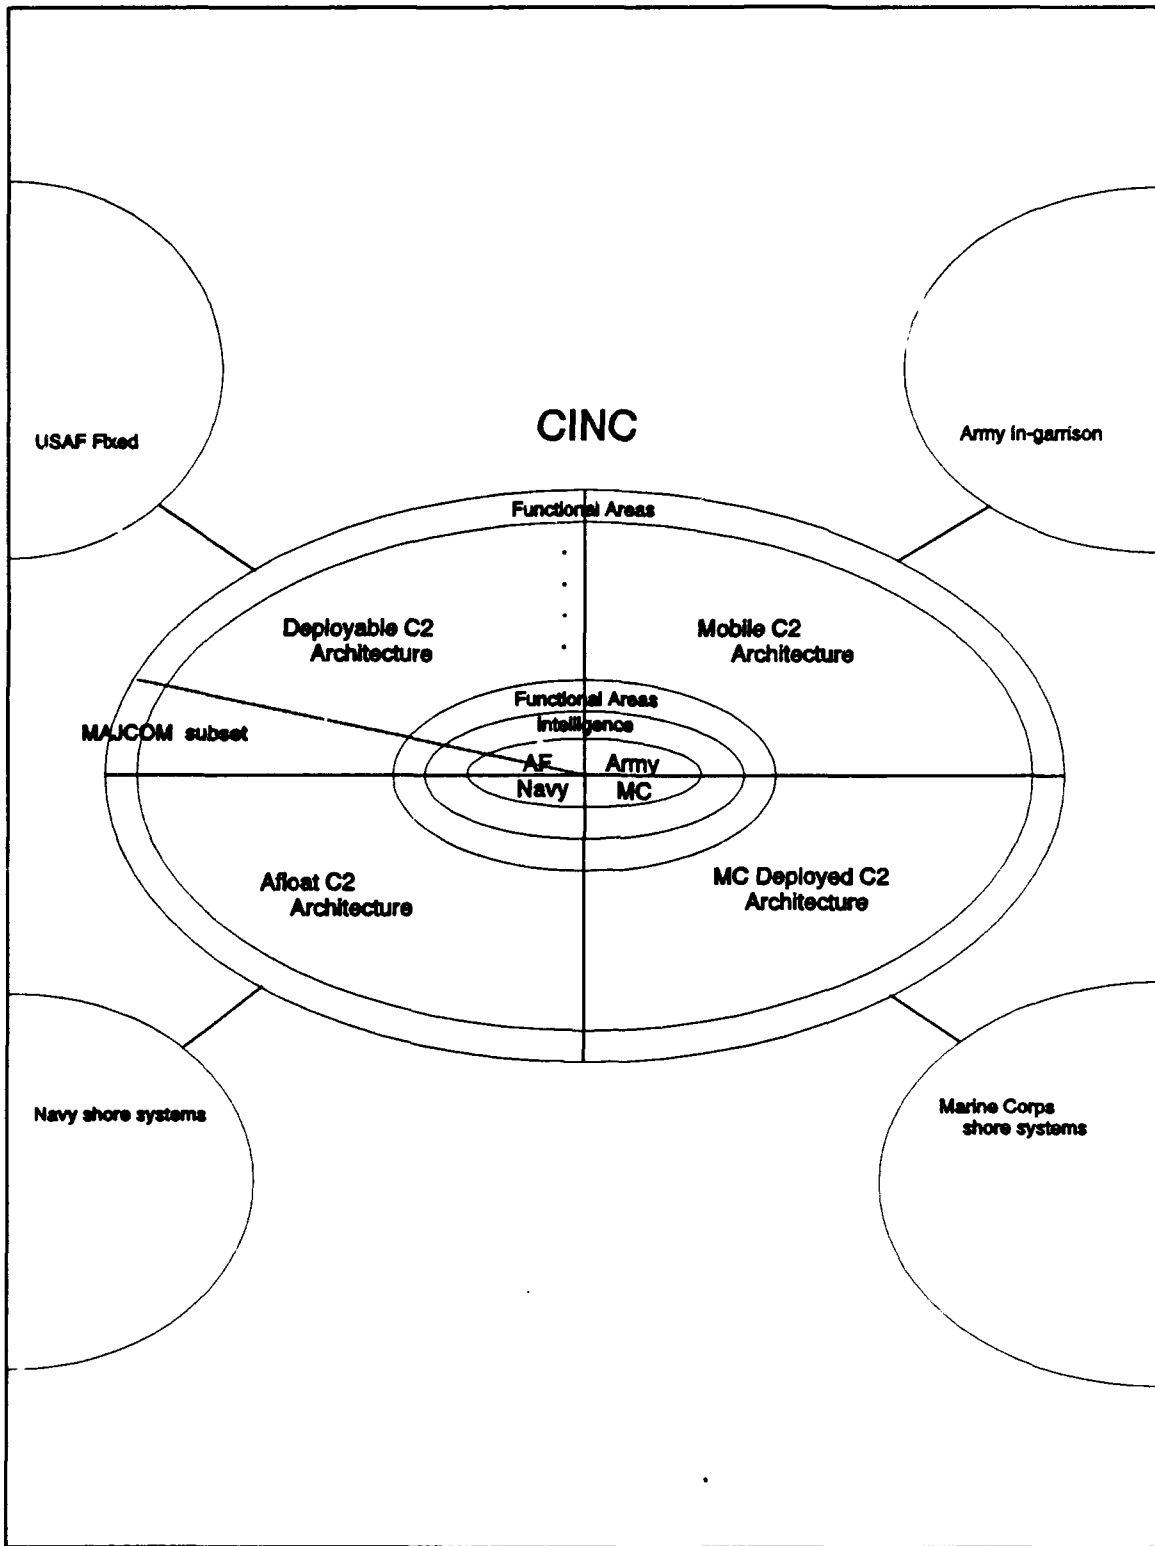 CINC
USAF Fixed
Army in-garrison
Functional Areas
Deployable C2
Architecture
Mobile C2
Architecture
Functional Areas
Intelligence
MAJCOM subset
AF
Army
Navy
MC
Afloat C2
Architecture
MC Deployed C2
Architecture
Navy shore systems
Marine Corps
shore systems